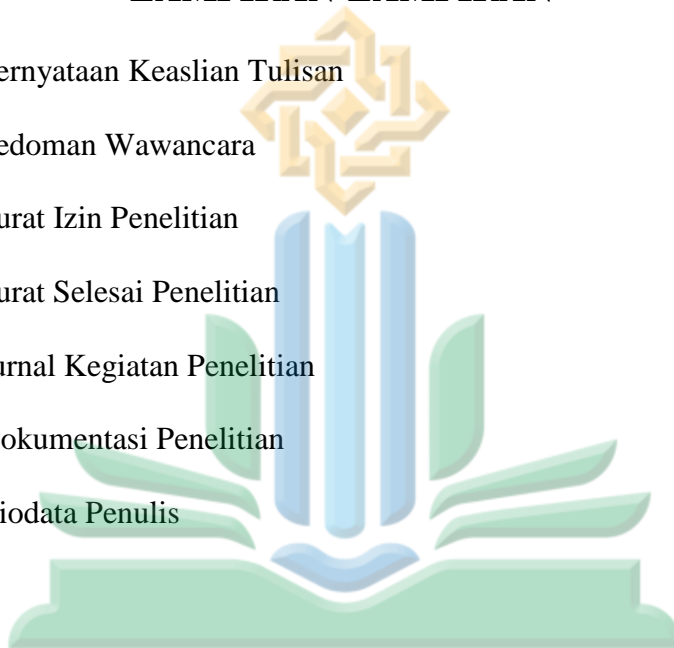 ernyataan Keaslian Tulisan
edoman Wawancara
urat Izin Penelitian
urat Selesai Penelitian
urnal Kegiatan Penelitian
okumentasi Penelitian
iodata Penulis